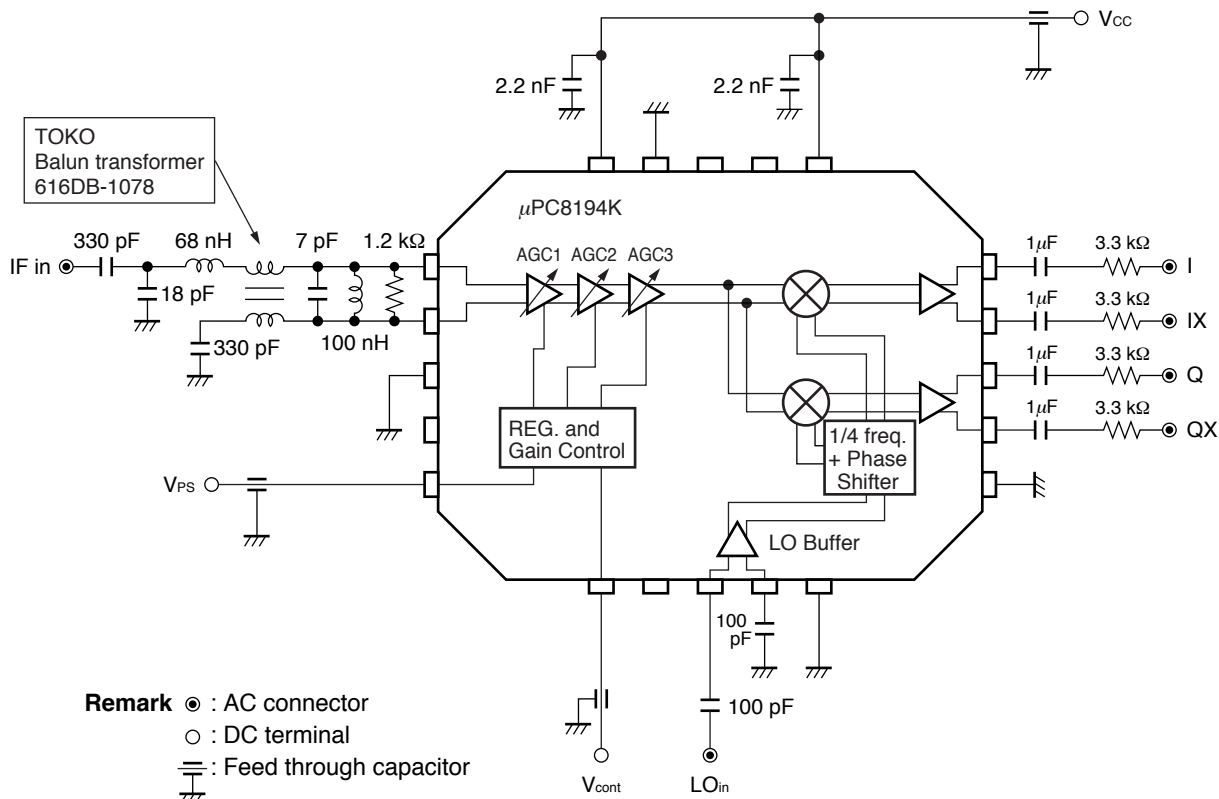 VCC
2.2 nF
2.2 nF
TOKO
Balun transformer
616DB-1078
μPC8194K
330 pF
68 nH
7 pF
1.2 kΩ
AGC1
AGC2
AGC3
1μF
3.3 kΩ
I
IF in
18 pF
1μF
3.3 kΩ
IX
330 pF
100 nH
1μF
3.3 kΩ
Q
REG. and
Gain Control
1/4 freq.
+ Phase
Shifter
1μF
3.3 kΩ
QX
VPS
LO Buffer
100
pF
Remark
: AC connector
100 pF
: DC terminal
: Feed through capacitor
Vcont
LOin